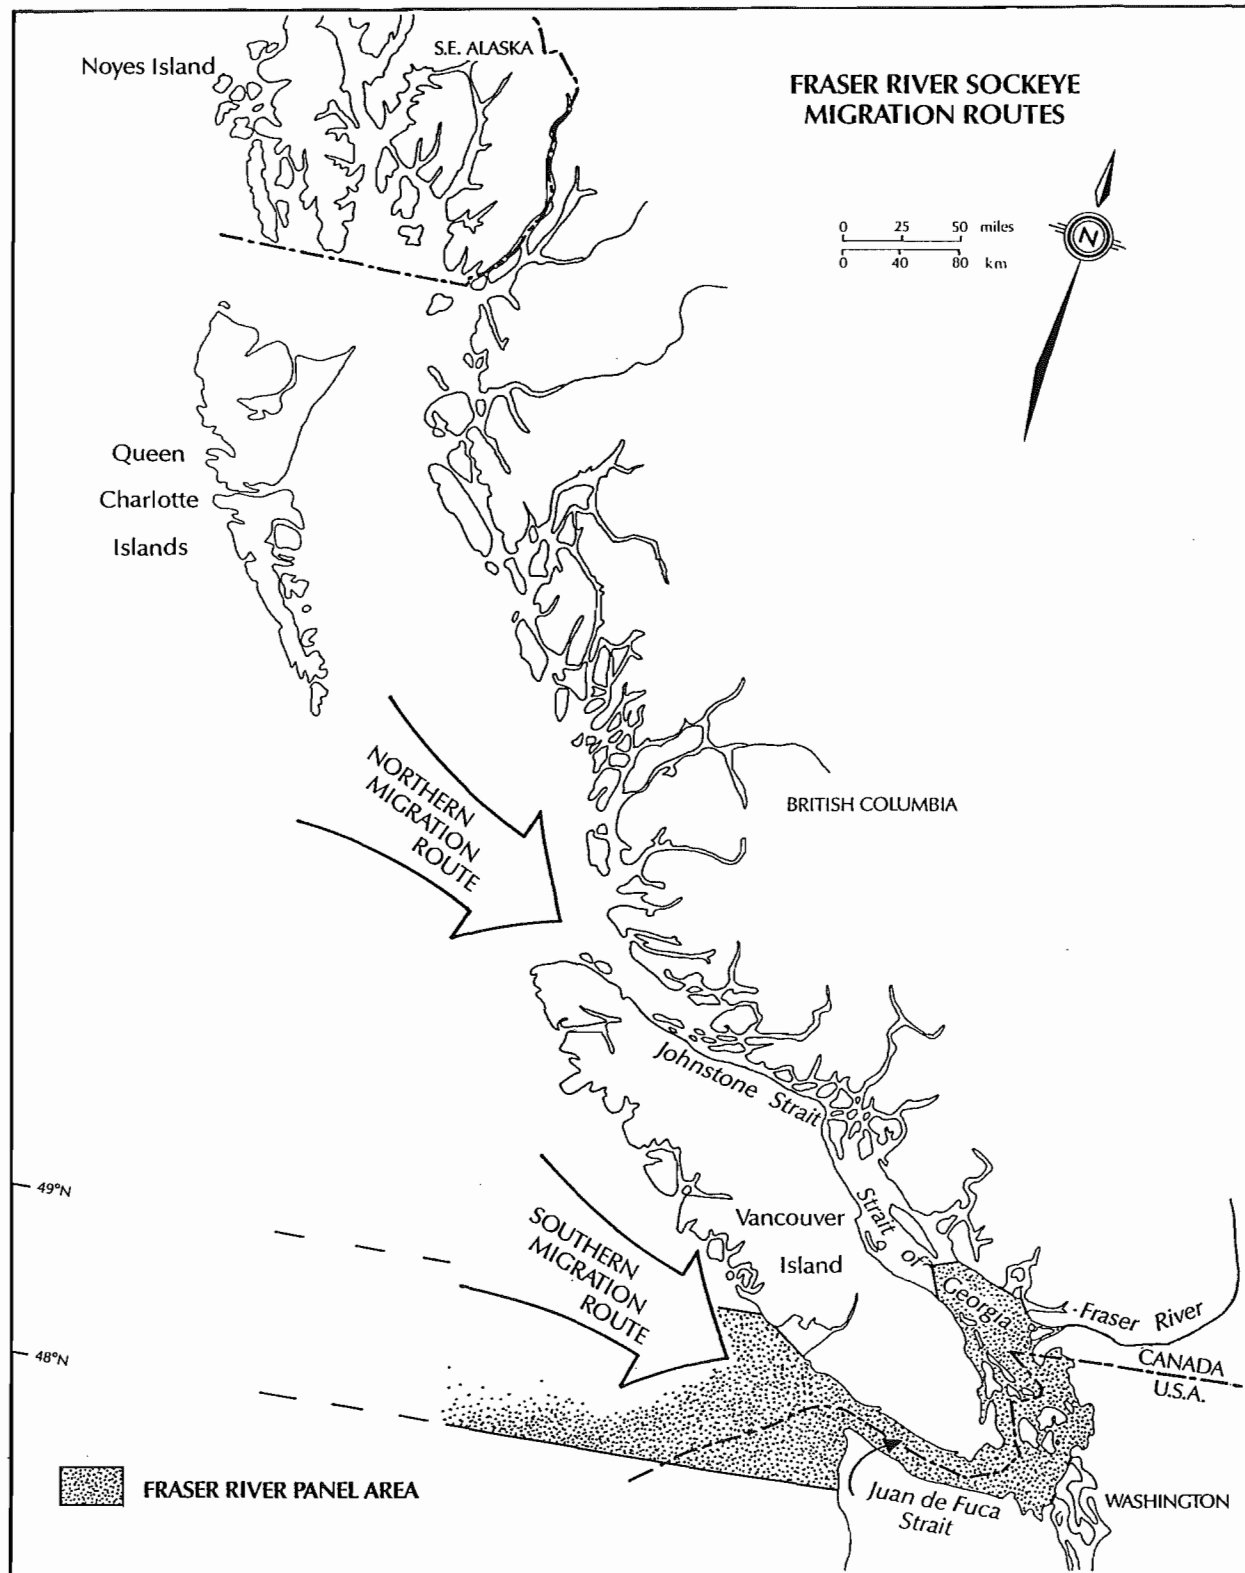 S.E. ALASKA
Noyes Island
FRASER RIVER SOCKEYE
MIGRATION ROUTES
0 25 50 miles
0 40 80 km
N
Queen
Charlotte
Islands
NORTHERN
MIGRATION
ROUTE
BRITISH COLUMBIA
Johnstone Strait
49°N
Vancouver
Island
Strait of
Georgia
SOUTHERN
MIGRATION
ROUTE
Fraser River
48°N
CANADA
U.S.A.
FRASER RIVER PANEL AREA
Juan de Fuca
Strait
WASHINGTON